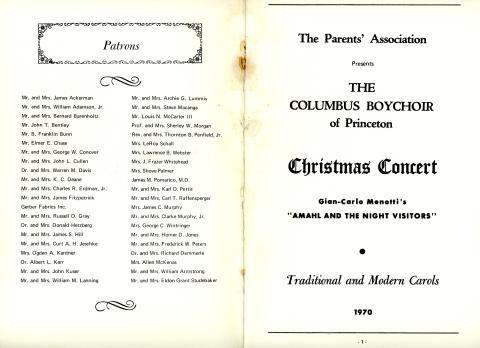 Patrons
Mr. and Mrs. James Ackerman
Mr. and Mrs. William Adamson, Jr.
Mr. and Mrs. Bernard Barenholtz
Mr. John T. Bentley
Mr. B. Franklin Bunn
Mr. Elmer E. Chase
Mr. and Mrs. George W. Conover
Mr. and Mrs. John L. Cullen
Dr. and Mrs. Warren M. Davis
Mr. and Mrs. K. C. Deane
Mr. and Mrs. Charles R. Erdman, Jr.
Mr. and Mrs. James Fitzpatrick
Gerber Fabrics Inc.
Mr. and Mrs. Russell D. Gray
Dr. and Mrs. Donald Herzberg
Mr. and Mrs. James S. Hill
Mr. and Mrs. Curt A. H. Jeschke
Mrs. Ogden A. Kantner
Dr. Albert L. Kerr
Mr. and Mrs. John Kuser
Mr. and Mrs. William M. Lanning
Mr. and Mrs. Archie G. Lummis
Mr. and Mrs. Steve Mocanga
Mr. Louis N. McCarter III
Prof. and Mrs. Sherley W. Morgan
Rev. and Mrs. Thornton B. Penfield, Jr.
Mrs. LeRoy Schall
Mrs. Lawrence B. Webster
Mrs. J. Frazer Whitehead
Mrs. Shove Palmer
James M. Pomarico, M.D.
Mr. and Mrs. Karl D. Pettit
Mr. and Mrs. Carl T. Ruffensperger
Mrs. James C. Murphy
Mr. and Mrs. Clarke Murphy, Jr.
Mrs. George C. Wintringer
Mr. and Mrs. Homer D. Jones
Mr. and Mrs. Frederick W. Peters
Dr. and Mrs. Richard Demmerle
Mrs. Allen McKenas
Mr. and Mrs. William Armstrong
Mr. and Mrs. Eldon Grant Studebaker
The Parents' Association
Presents
THE
COLUMBUS BOYCHOIR
of Princeton
Christmas Concert
Gian-Carlo Menotti's
"AMAHL AND THE NIGHT VISITORS"
Traditional and Modern Carols
1970
- 1 -